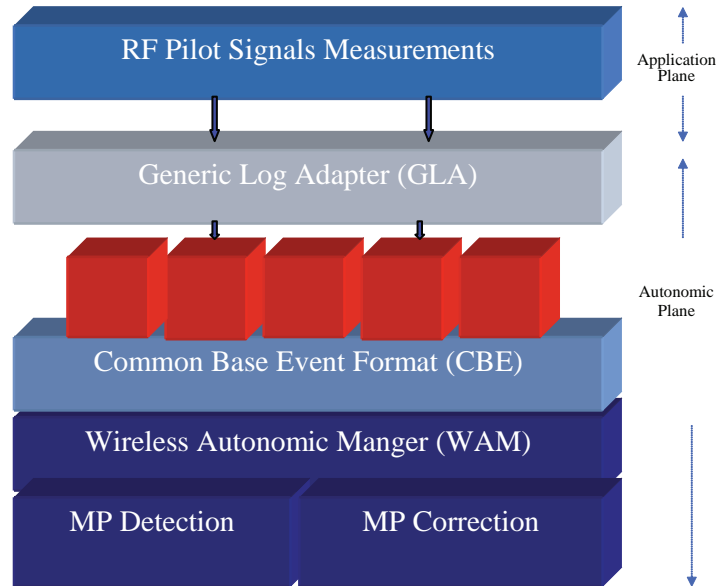 RF Pilot Signals Measurements
Application
Plane
Generic Log Adapter (GLA)
Autonomic
Plane
Common Base Event Format (CBE)
Wireless Autonomic Manger (WAM)
MP Detection
MP Correction